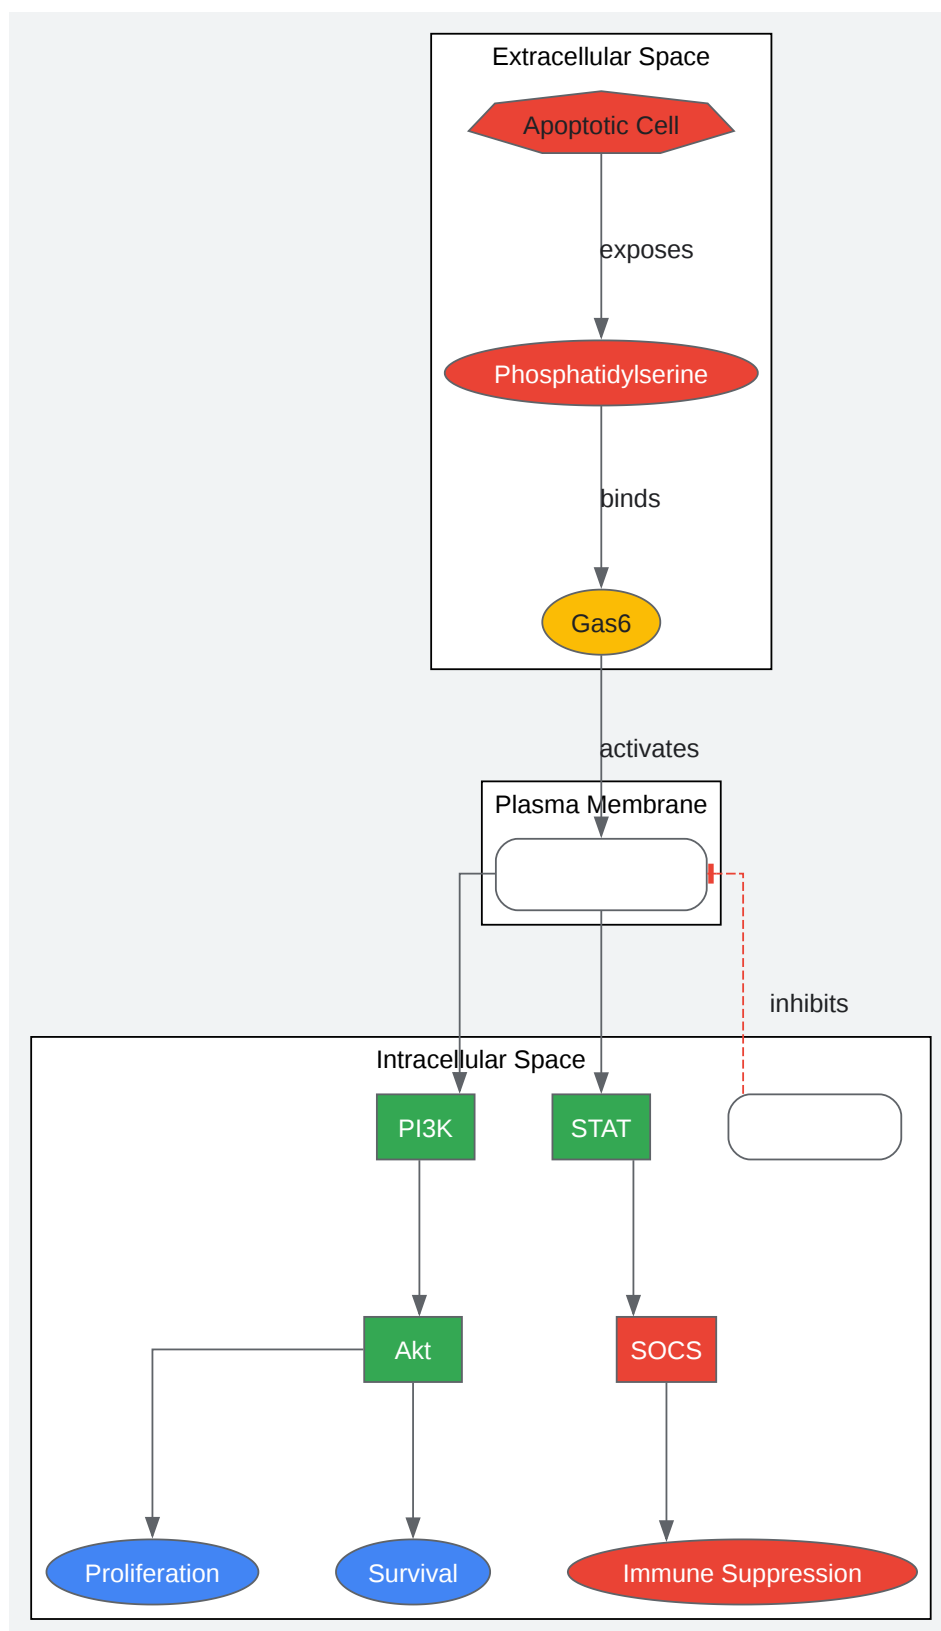 Extracellular Space
Apoptotic Cell
exposes
Phosphatidylserine
binds
Gas6
activates
Plasma Membrane
inhibits
Intracellular Space
PI3K
STAT
Akt
SOCS
Proliferation
Survival
Immune Suppression